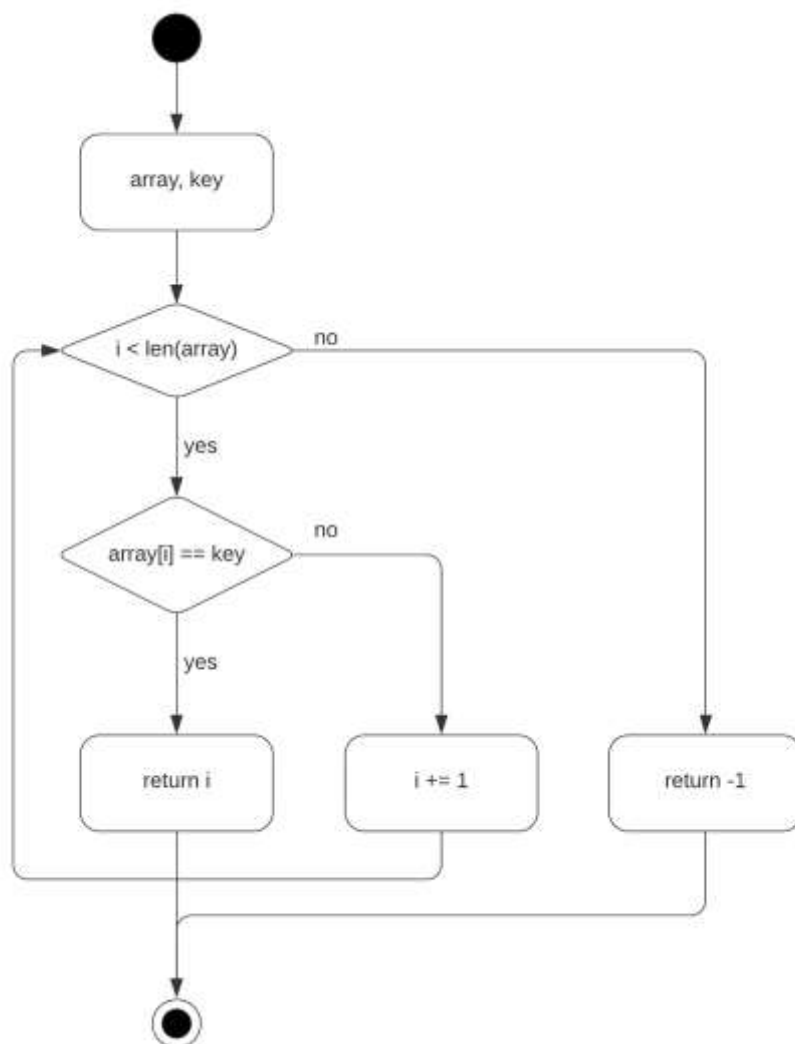 array, key
i < len(array)
no
yes
array[i] == key
no
yes
return i
i += 1
return -1